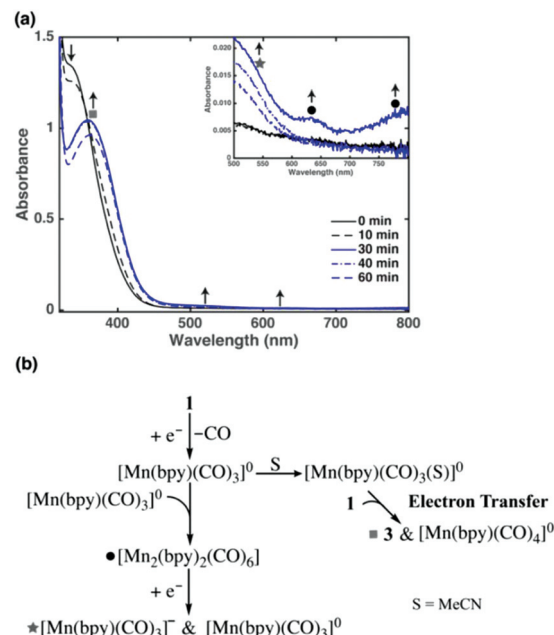 (a)
1.5
1
0.5
0
Absorbance
400 500 600 700 800
Wavelength (nm)
0.020
0.015
0.010
0.005
0
Absorbance
500 550 600 650 700 750
Wavelength (nm)
0 min
10 min
30 min
40 min
60 min
(b)
1
+ e⁻ −CO
[Mn(bpy)(CO)₃]⁰ S [Mn(bpy)(CO)₃(S)]⁰
[Mn(bpy)(CO)₃]⁰
1 Electron Transfer
■ 3 & [Mn(bpy)(CO)₄]⁰
●[Mn₂(bpy)₂(CO)₆]
+ e⁻
S = MeCN
★[Mn(bpy)(CO)₃]⁻ & [Mn(bpy)(CO)₃]⁰